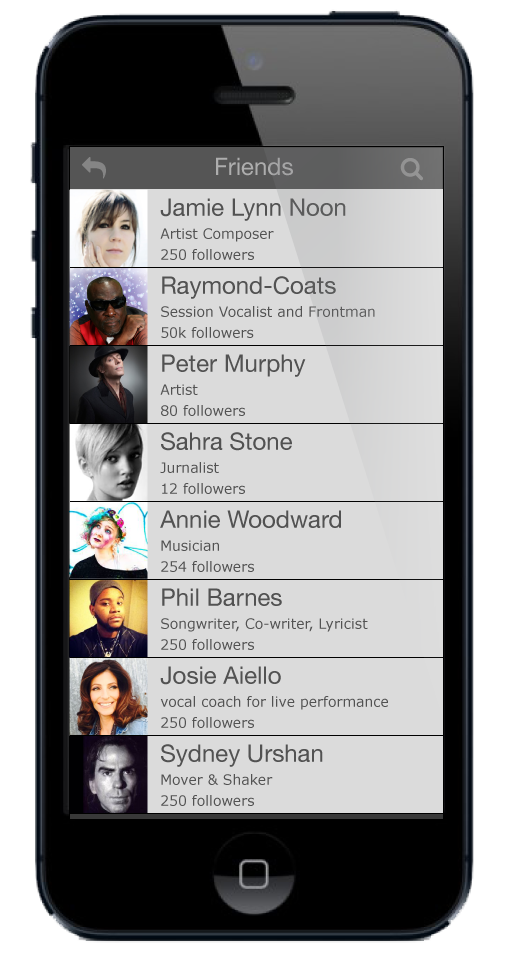 Friends
Jamie Lynn Noon
Artist Composer
250 followers
Raymond-Coats
Session Vocalist and Frontman
50k followers
Peter Murphy
Artist
80 followers
Sahra Stone
Jurnalist
12 followers
Annie Woodward
Musician
254 followers
Phil Barnes
Songwriter, Co-writer, Lyricist
250 followers
Josie Aiello
vocal coach for live performance
250 followers
Sydney Urshan
Mover & Shaker
250 followers